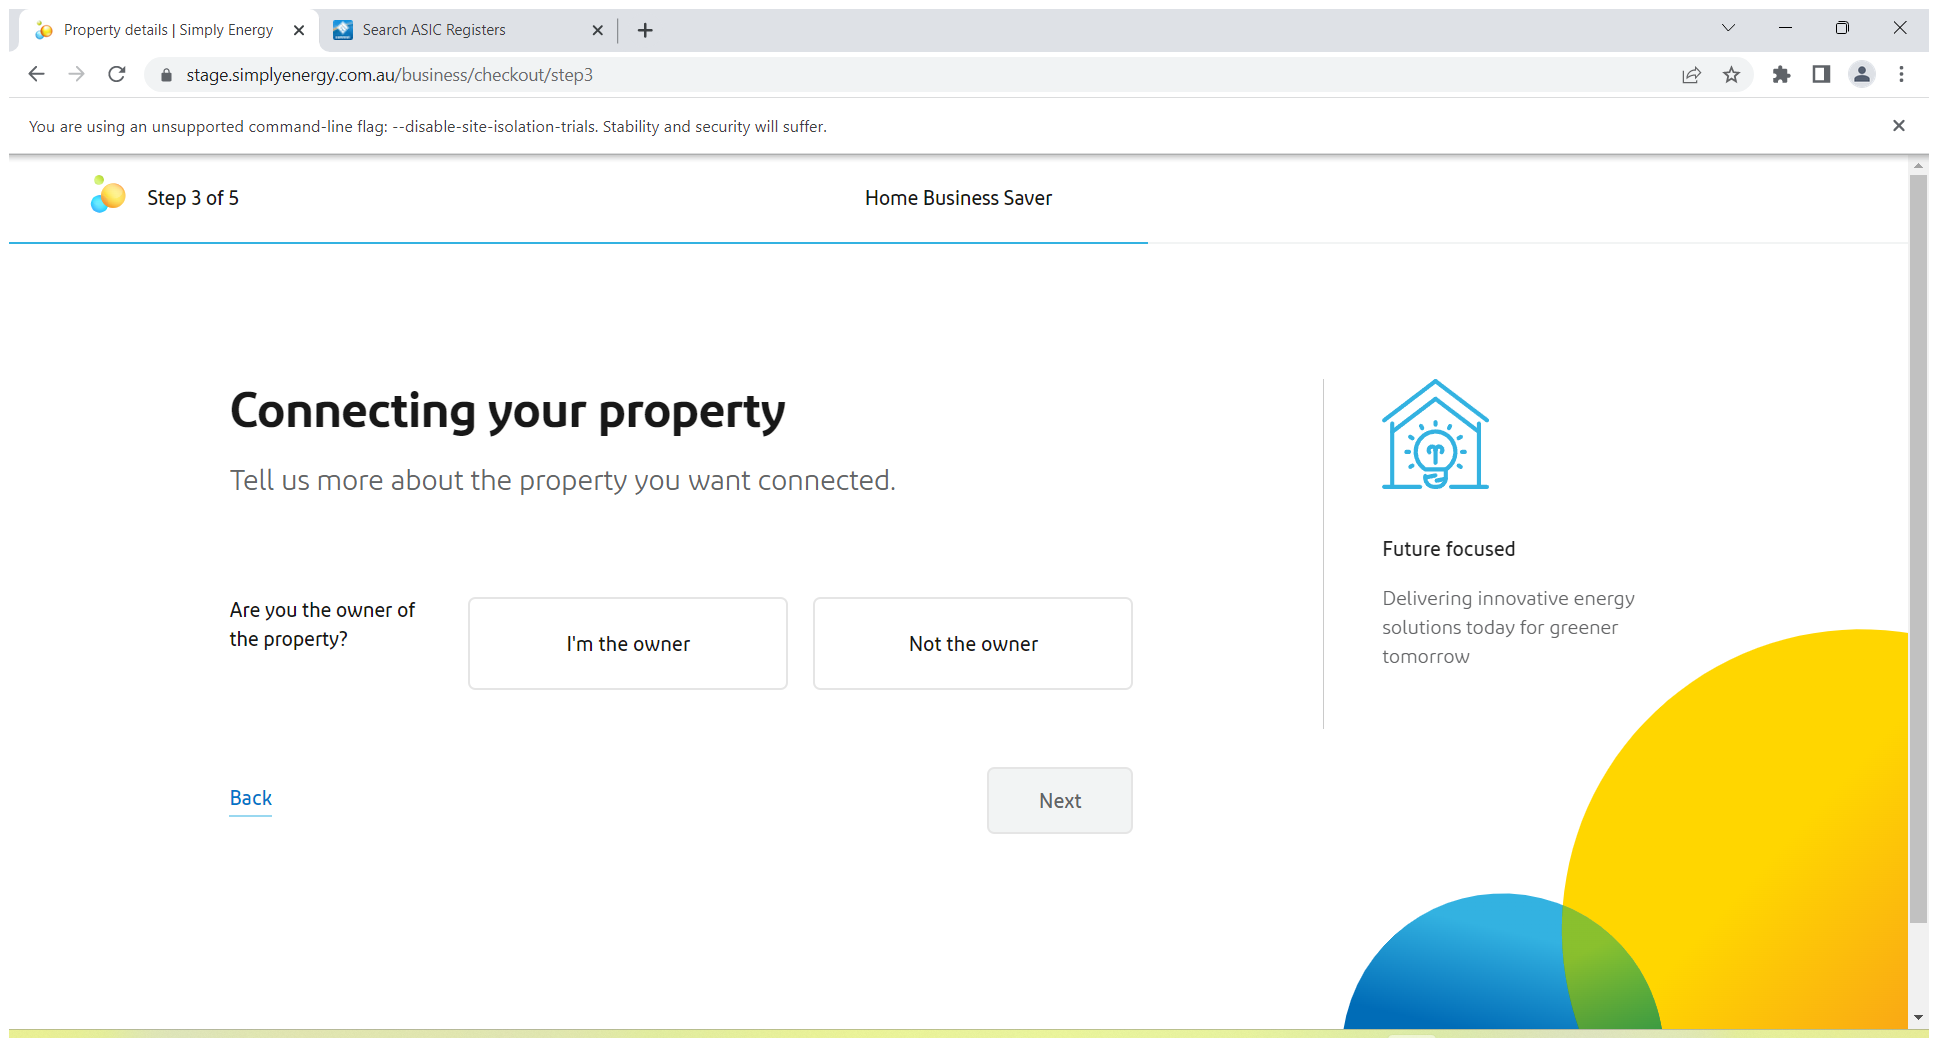 Property details | Simply Energy
Search ASIC Registers
stage.simplyenergy.com.au/business/checkout/step3
You are using an unsupported command-line flag: --disable-site-isolation-trials. Stability and security will suffer.
Step 3 of 5
Home Business Saver
Connecting your property
Tell us more about the property you want connected.
Are you the owner of
the property?
I'm the owner
Not the owner
Back
Next
Future focused
Delivering innovative energy
solutions today for greener
tomorrow